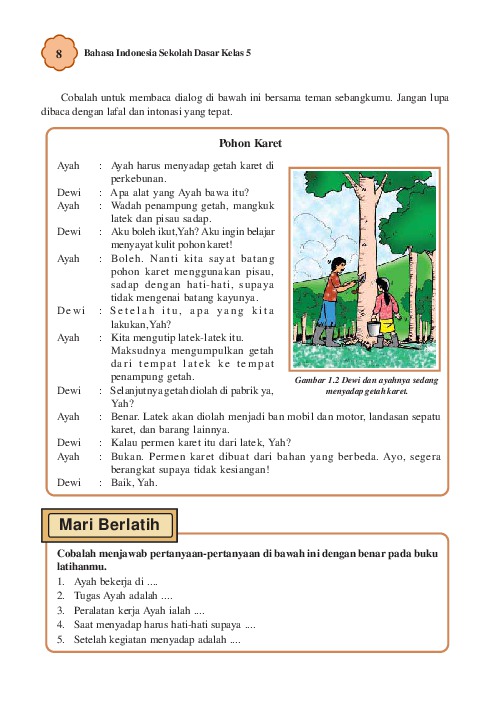 8
Bahasa Indonesia Sekolah Dasar Kelas 5
Cobalah untuk membaca dialog di bawah ini bersama teman sebangkumu. Jangan lupa
dibaca dengan lafal dan intonasi yang tepat.
Pohon Karet
Ayah : Ayah harus menyadap getah karet di
perkebunan.
Dewi : Apa alat yang Ayah bawa itu?
Ayah : Wadah penampung getah, mangkuk
latek dan pisau sadap.
Dewi : Aku boleh ikut,Yah? Aku ingin belajar
menyayat kulit pohon karet!
Ayah : Boleh. Nanti kita sayat batang
pohon karet menggunakan pisau,
sadap dengan hati-hati, supaya
tidak mengenai batang kayunya.
Dewi : Setelah itu, apa yang kita
lakukan,Yah?
Ayah : Kita mengutip latek-latek itu.
Maksudnya mengumpulkan getah
dari tempat latek ke tempat
penampung getah.
Dewi : Selanjutnya getah diolah di pabrik ya,
Yah?
Gambar 1.2 Dewi dan ayahnya sedang
menyadap getah karet.
Ayah : Benar. Latek akan diolah menjadi ban mobil dan motor, landasan sepatu
karet, dan barang lainnya.
Dewi : Kalau permen karet itu dari latek, Yah?
Ayah : Bukan. Permen karet dibuat dari bahan yang berbeda. Ayo, segera
berangkat supaya tidak kesiangan!
Dewi : Baik, Yah.
Mari Berlatih
Cobalah menjawab pertanyaan-pertanyaan di bawah ini dengan benar pada buku
latihanmu.
1. Ayah bekerja di ....
2. Tugas Ayah adalah ....
3. Peralatan kerja Ayah ialah ....
4. Saat menyadap harus hati-hati supaya ....
5. Setelah kegiatan menyadap adalah ....